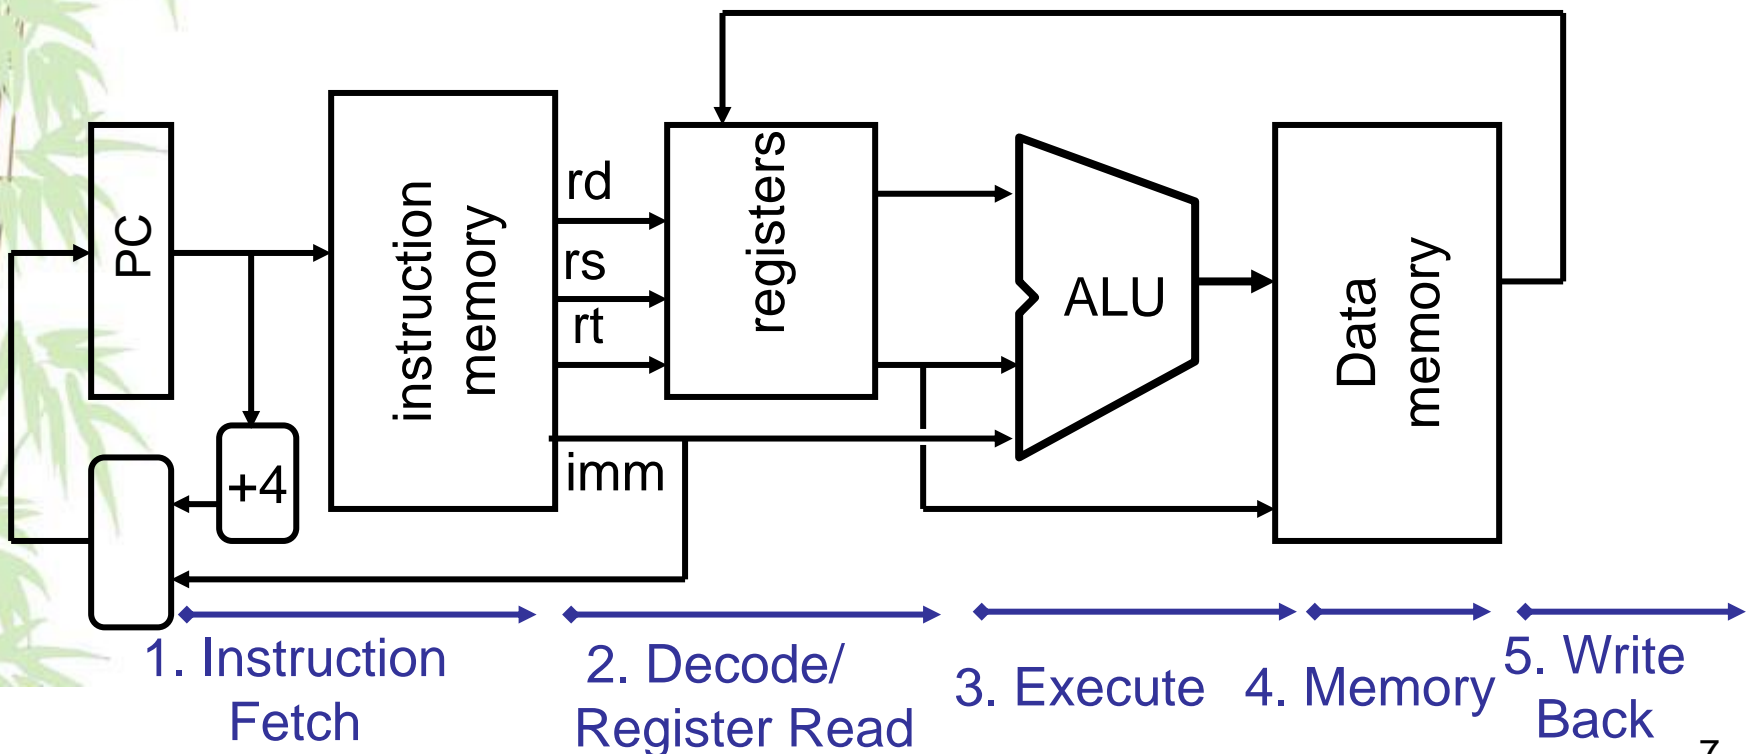 PC
+4
instruction
memory
rd
rs
rt
imm
registers
ALU
Data
memory
1. Instruction
Fetch
2. Decode/
Register Read
3. Execute
4. Memory
5. Write
Back
7